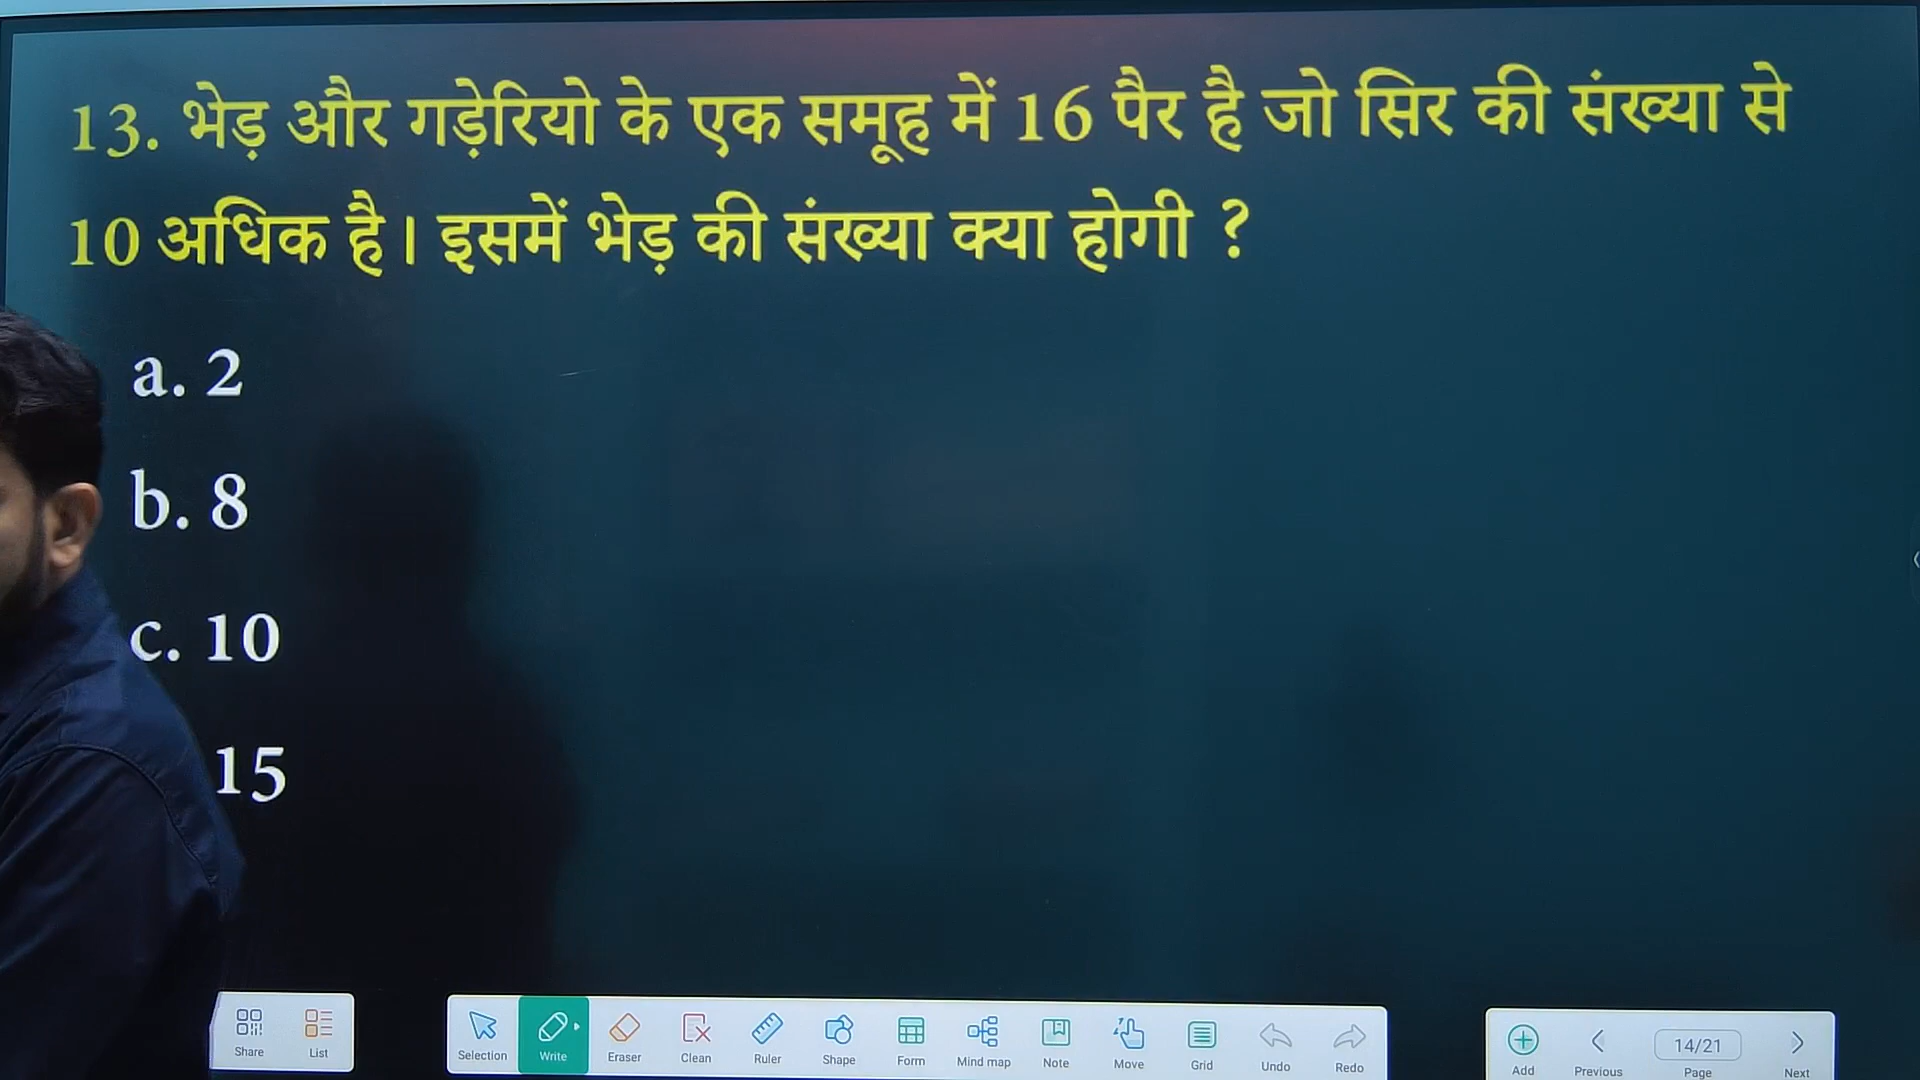 13. भेड़ और गड़ेरियो के एक समूह में 16 पैर है जो सिर की संख्या से
10 अधिक है। इसमें भेड़ की संख्या क्या होगी ?
a. 2
b. 8
c. 10
15
Share List Selection Write Eraser Clean Ruler Shape Form Mind map Note Move Grid Undo Redo Add Previous 14/21 Page Next